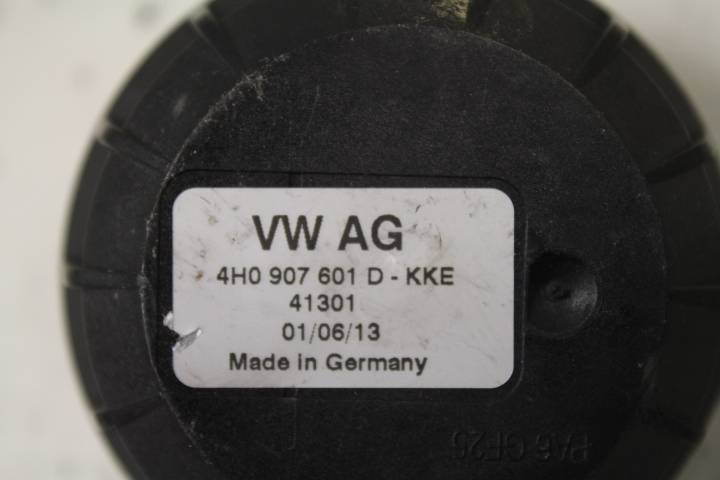 VW AG
4H0 907 601 D - KKE
41301
01/06/13
Made in Germany